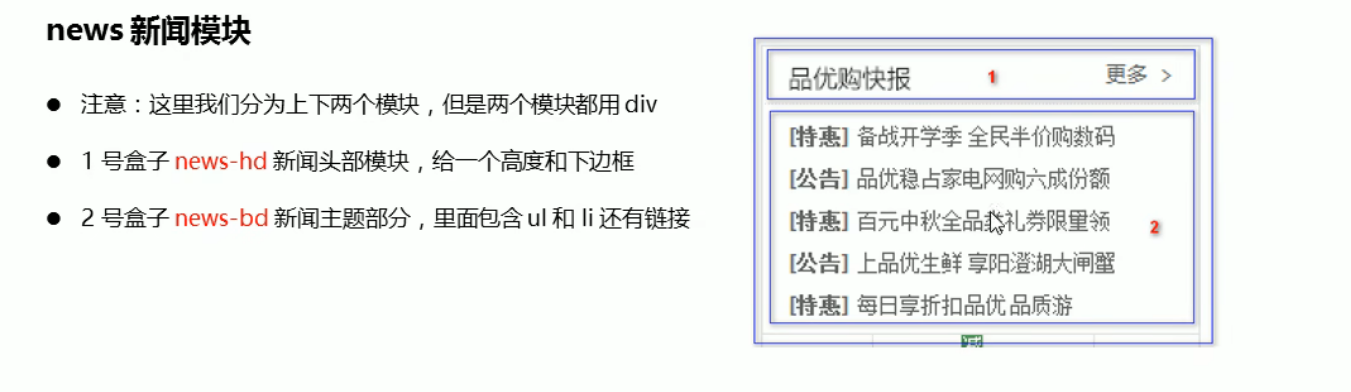 news 新闻模块
● 注意：这里我们分为上下两个模块，但是两个模块都用 div
● 1 号盒子 news-hd 新闻头部模块，给一个高度和下边框
● 2 号盒子 news-bd 新闻主题部分，里面包含 ul 和 li 还有链接
品优购快报 1 更多 >
[特惠] 备战开学季 全民半价购数码
[公告] 品优稳占家电网购六成份额
[特惠] 百元中秋全品礼券限量领
2
[公告] 上品优生鲜 享阳澄湖大闸蟹
[特惠] 每日享折扣品优品质游